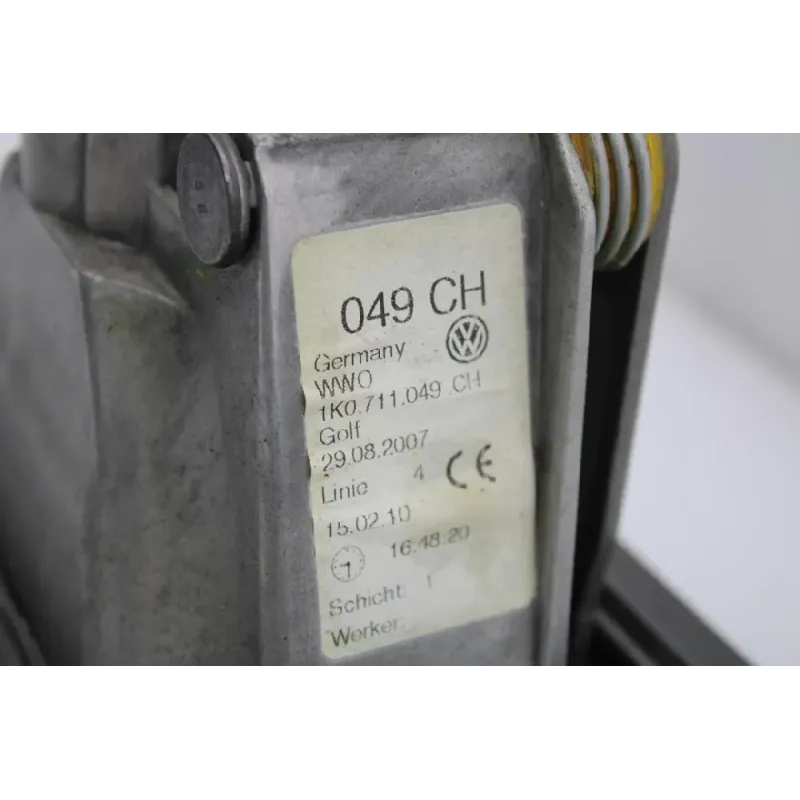 049 CH
Germany
WWO
1K0.711.049.CH
Golf
29.08.2007
Linie 4 CE
15.02.10
1 16.48.20
Schicht: 1
Werker: